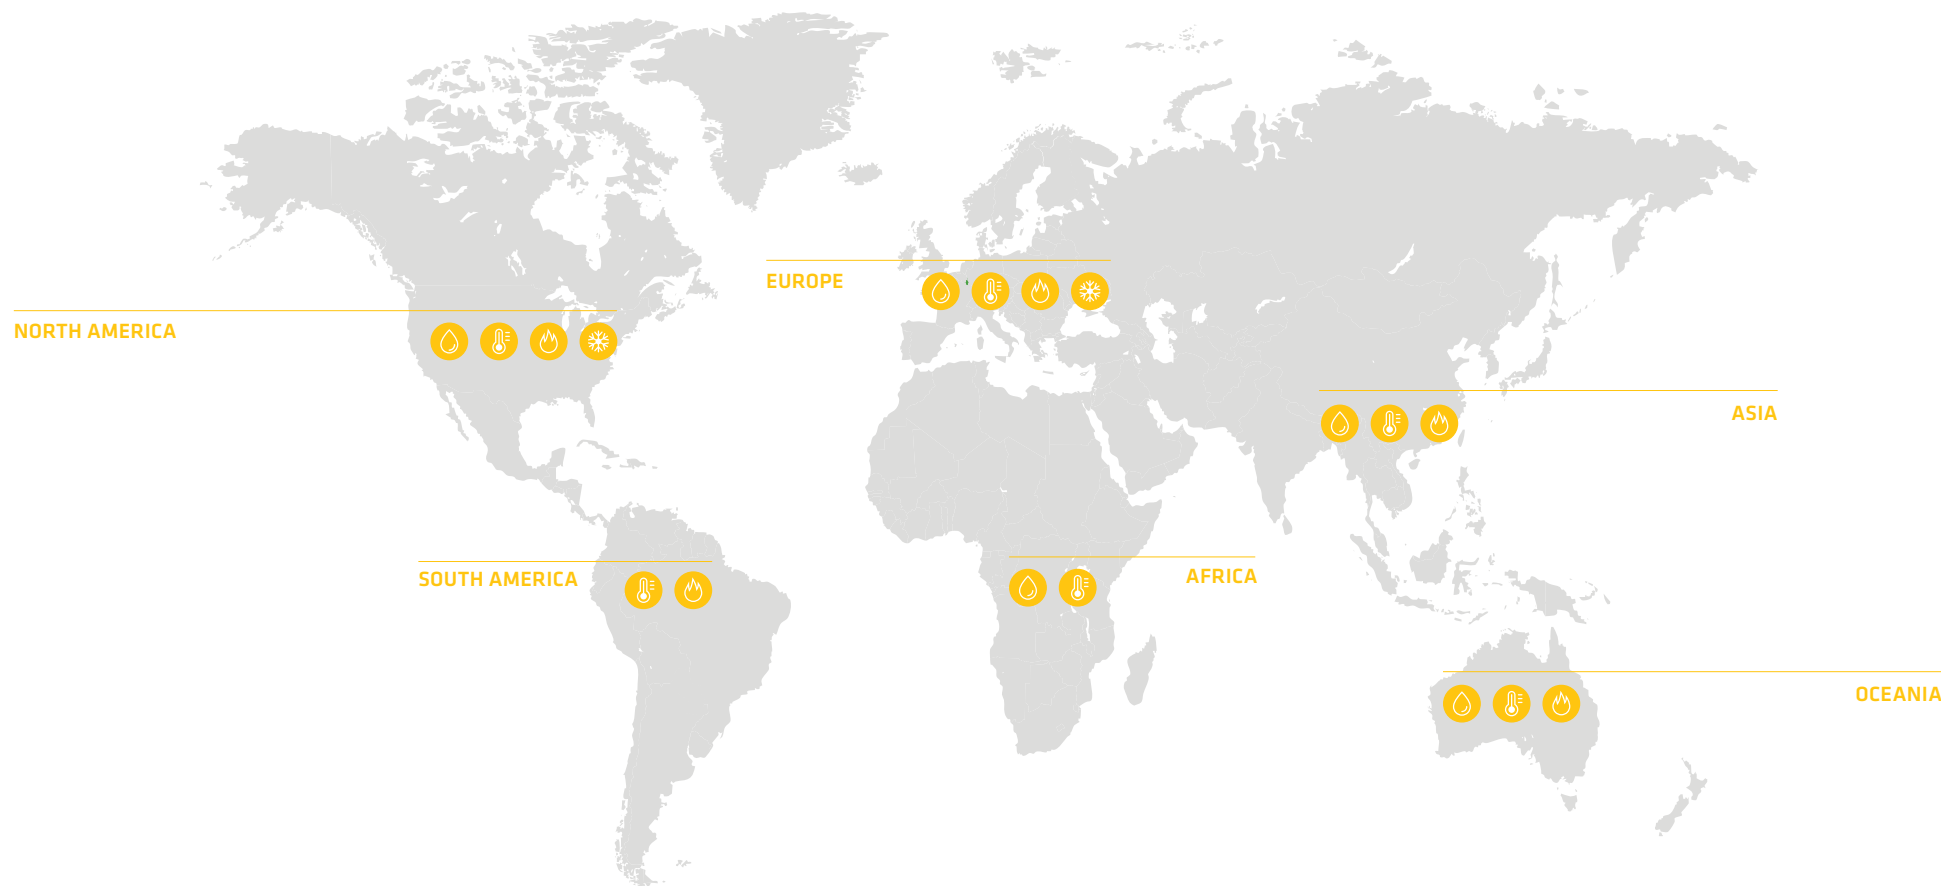 EUROPE
NORTH AMERICA
ASIA
SOUTH AMERICA
AFRICA
OCEANIA